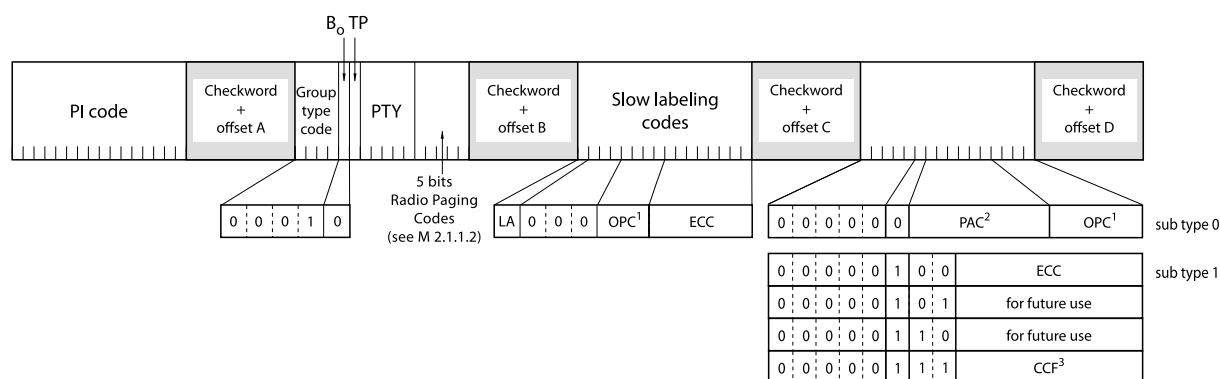 B₀ TP
PI code
Checkword
+
offset A
Group
type
code
PTY
Checkword
+
offset B
Slow labeling
codes
Checkword
+
offset C
Checkword
+
offset D
5 bits
Radio Paging
Codes
(see M 2.1.1.2)
0 0 0 1 0
LA 0 0 0 OPC¹ ECC
0 0 0 0 0 0 PAC² OPC¹ sub type 0
0 0 0 0 0 1 0 0 ECC sub type 1
0 0 0 0 0 1 0 1 for future use
0 0 0 0 0 1 1 0 for future use
0 0 0 0 0 1 1 1 CCF³